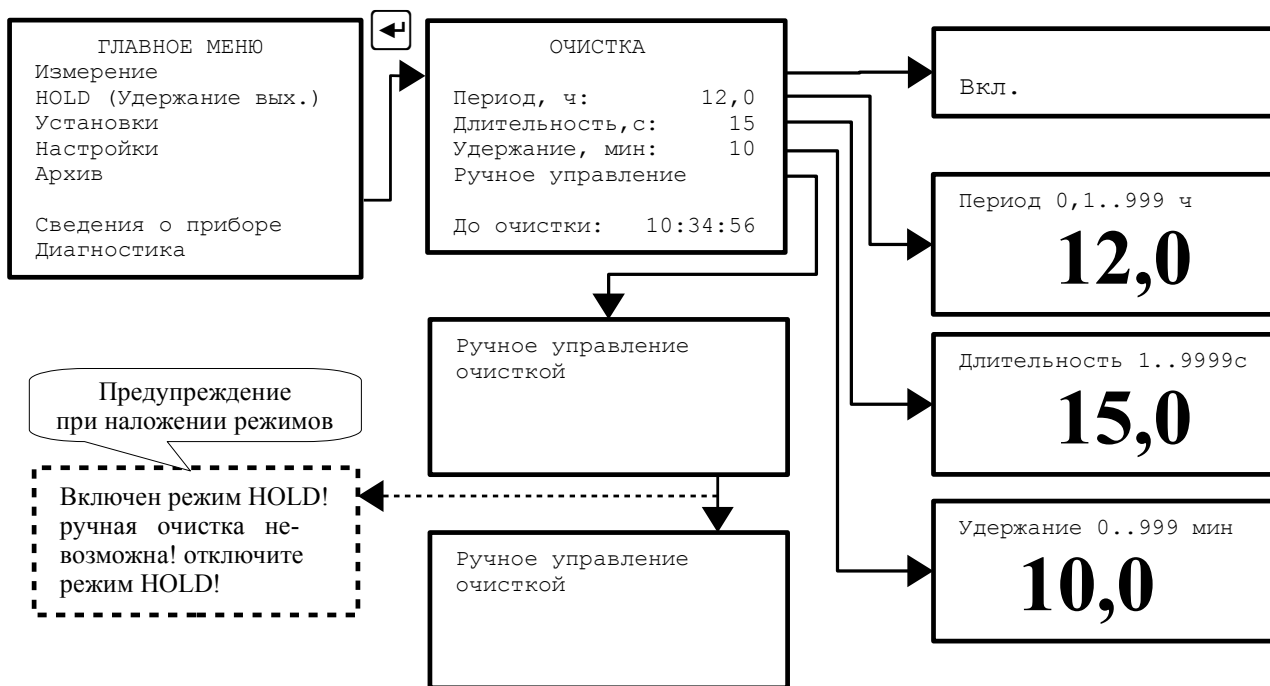 ГЛАВНОЕ МЕНЮ
Измерение
HOLD (Удержание вых.)
Установки
Настройки
Архив
Сведения о приборе
Диагностика
ОЧИСТКА
Период, ч: 12,0
Длительность,с: 15
Удержание, мин: 10
Ручное управление
До очистки: 10:34:56
Вкл.
Период 0,1..999 ч
12,0
Длительность 1..9999с
15,0
Удержание 0..999 мин
10,0
Ручное управление
очисткой
Предупреждение
при наложении режимов
Включен режим HOLD!
ручная очистка не-
возможна! отключите
режим HOLD!
Ручное управление
очисткой